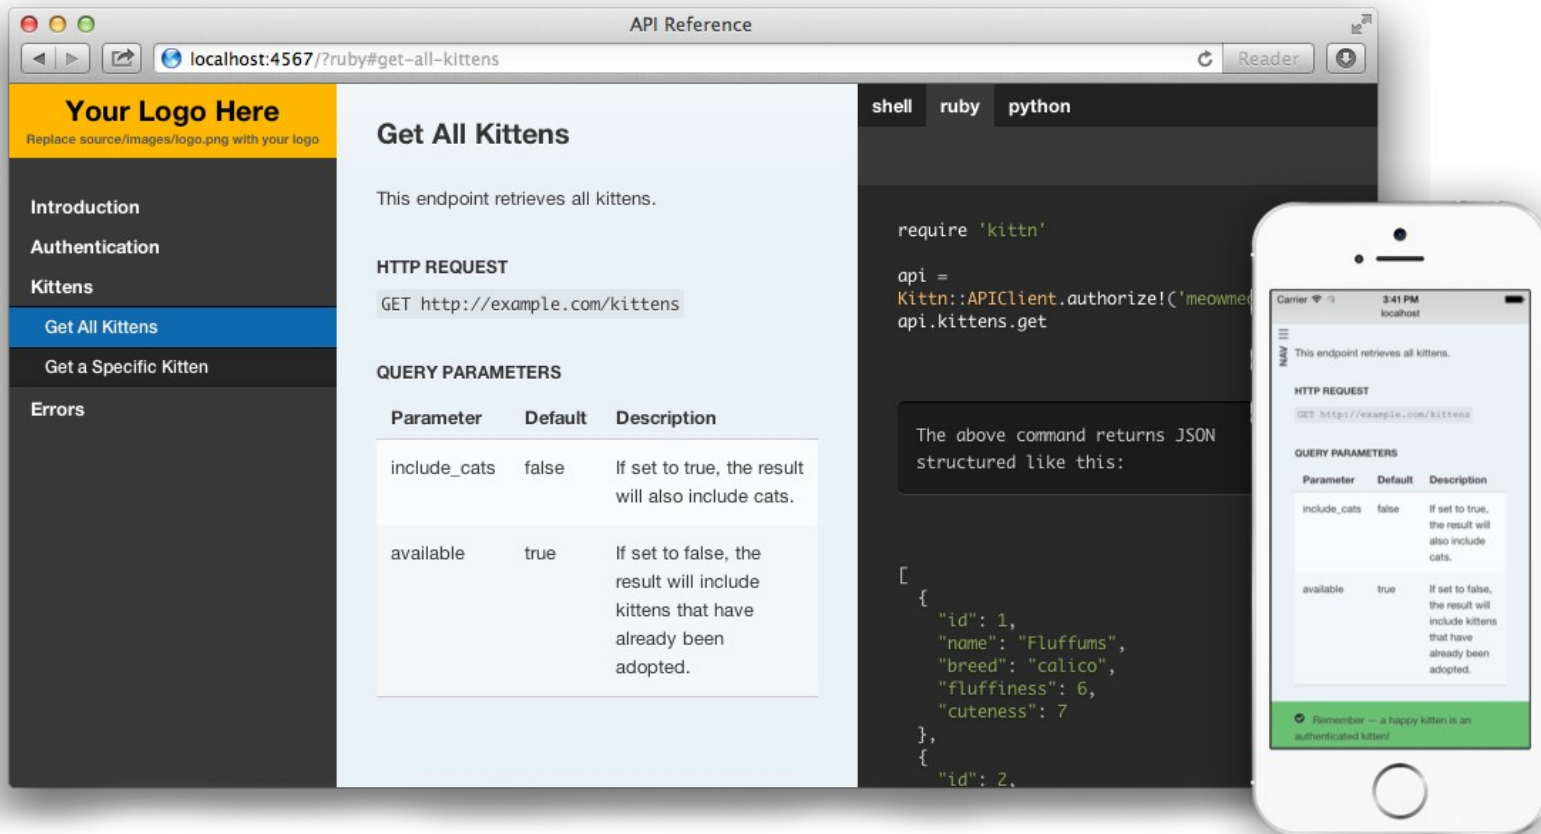 API Reference
localhost:4567/?ruby#get-all-kittens
Reader
Your Logo Here
Replace source/images/logo.png with your logo
Introduction
Authentication
Kittens
Get All Kittens
Get a Specific Kitten
Errors
Get All Kittens
This endpoint retrieves all kittens.
HTTP REQUEST
GET http://example.com/kittens
QUERY PARAMETERS
Parameter Default Description
include_cats false If set to true, the result
will also include cats.
available true If set to false, the
result will include
kittens that have
already been
adopted.
shell ruby python
require 'kittn'
api =
Kittn::APIClient.authorize!('meowmeo
api.kittens.get
The above command returns JSON
structured like this:
[
{
"id": 1,
"name": "Fluffums",
"breed": "calico",
"fluffiness": 6,
"cuteness": 7
},
{
"id": 2,
Carrier 3:41 PM
localhost
NAV
This endpoint retrieves all kittens.
HTTP REQUEST
GET http://example.com/kittens
QUERY PARAMETERS
Parameter Default Description
include_cats false If set to true,
the result will
also include
cats.
available true If set to false,
the result will
include kittens
that have
already been
adopted.
Remember — a happy kitten is an
authenticated kitten!